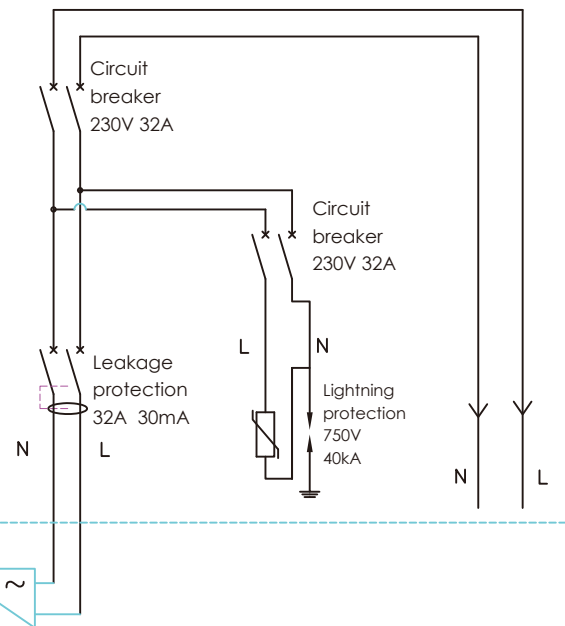 Circuit
breaker
230V 32A
Circuit
breaker
230V 32A
L
N
Leakage
protection
32A 30mA
Lightning
protection
750V
40kA
N
L
N
L
~